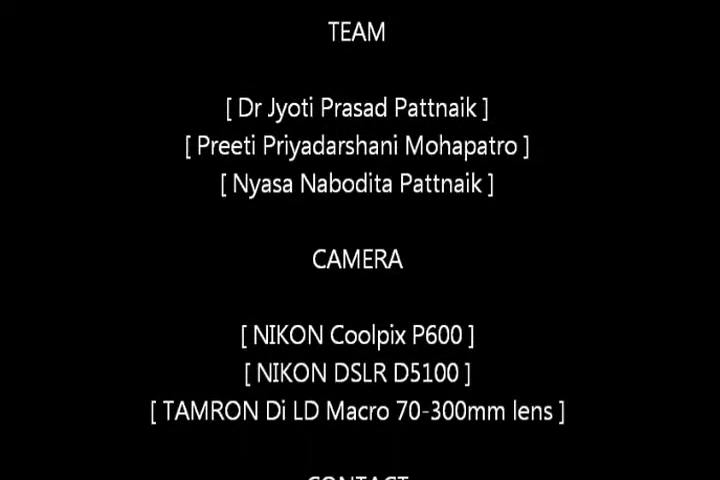 TEAM
[ Dr Jyoti Prasad Pattnaik ]
[ Preeti Priyadarshani Mohapatro ]
[ Nyasa Nabodita Pattnaik ]
CAMERA
[ NIKON Coolpix P600 ]
[ NIKON DSLR D5100 ]
[ TAMRON Di LD Macro 70-300mm lens ]
CONTACT